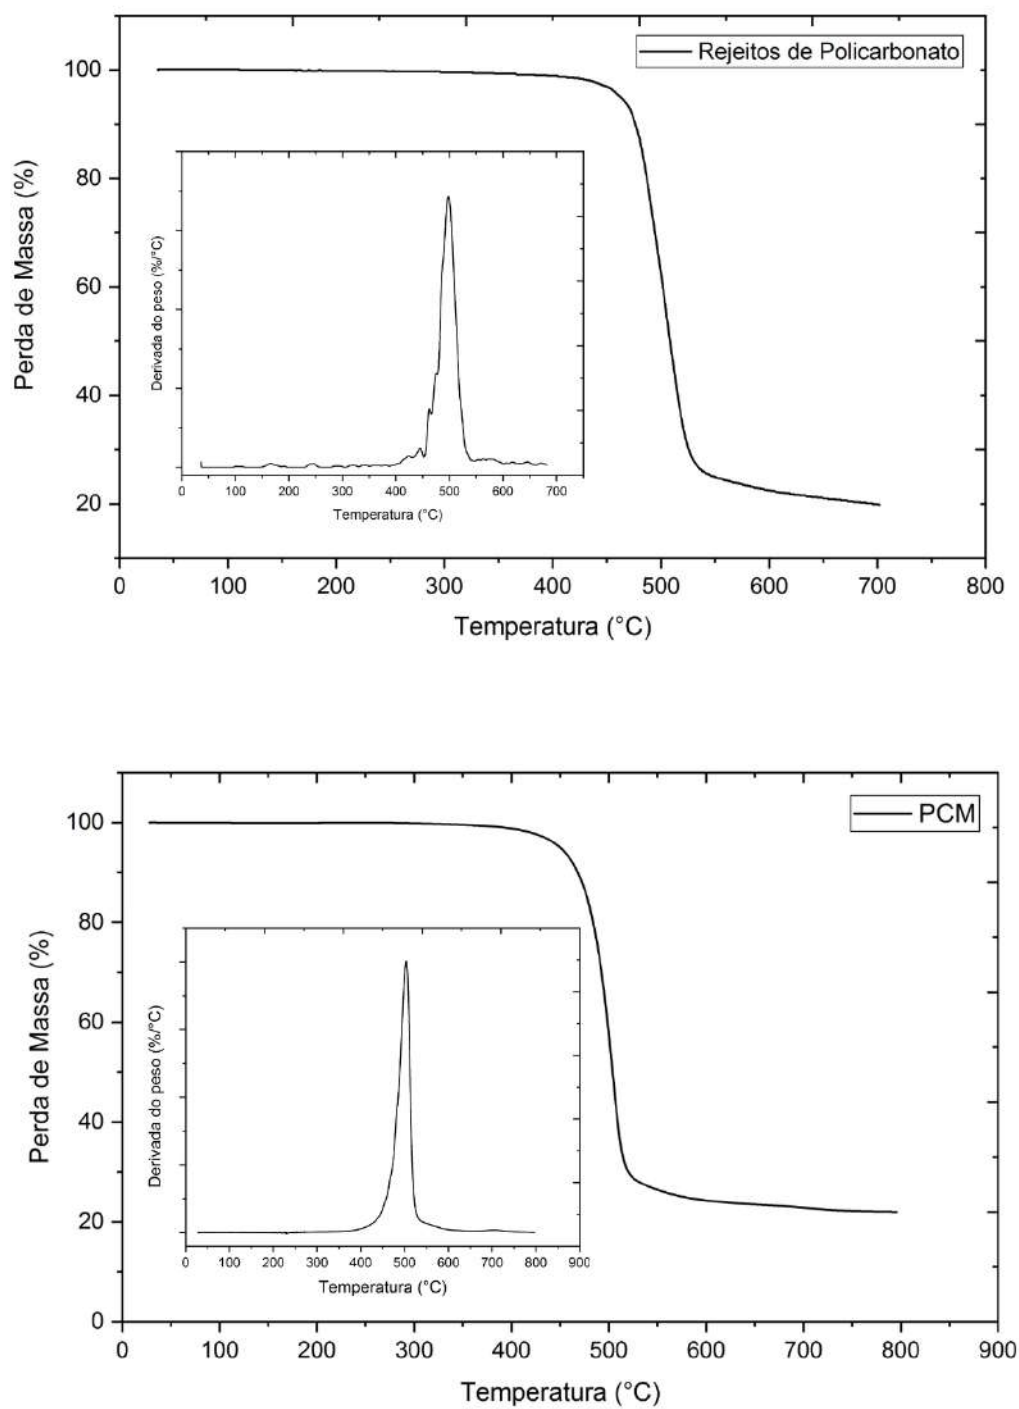 Rejeitos de Policarbonato
100
80
60
40
20
Perda de Massa (%)
Derivada do peso (%/°C)
0 100 200 300 400 500 600 700
Temperatura (°C)
0 100 200 300 400 500 600 700 800
Temperatura (°C)
PCM
100
80
60
40
20
0
Perda de Massa (%)
Derivada do peso (%/°C)
0 100 200 300 400 500 600 700 800 900
Temperatura (°C)
0 100 200 300 400 500 600 700 800 900
Temperatura (°C)